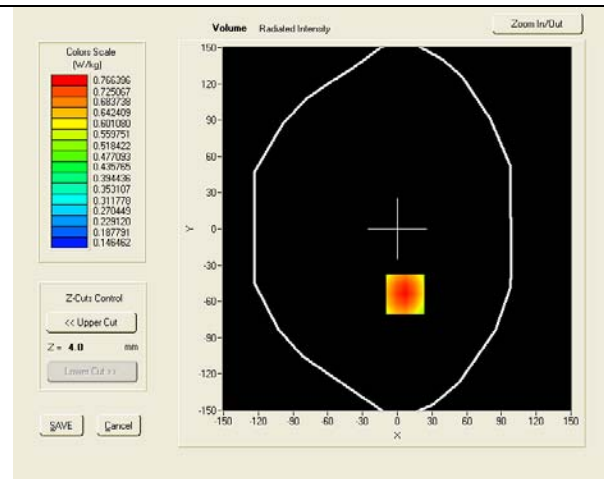 Volume Radiated Intensity
Zoom In/Out
Colors Scale
(W/kg)
0.766396
0.725067
0.683738
0.642409
0.601080
0.559751
0.518422
0.477093
0.435765
0.394436
0.353107
0.311778
0.270449
0.229120
0.187791
0.146462
Z-Cuts Control
<< Upper Cut
Z = 4.0 mm
Lower Cut >>
SAVE Cancel
150
120
90
60
30
0
-30
-60
-90
-120
-150
Y
-150 -120 -90 -60 -30 0 30 60 90 120 150
X